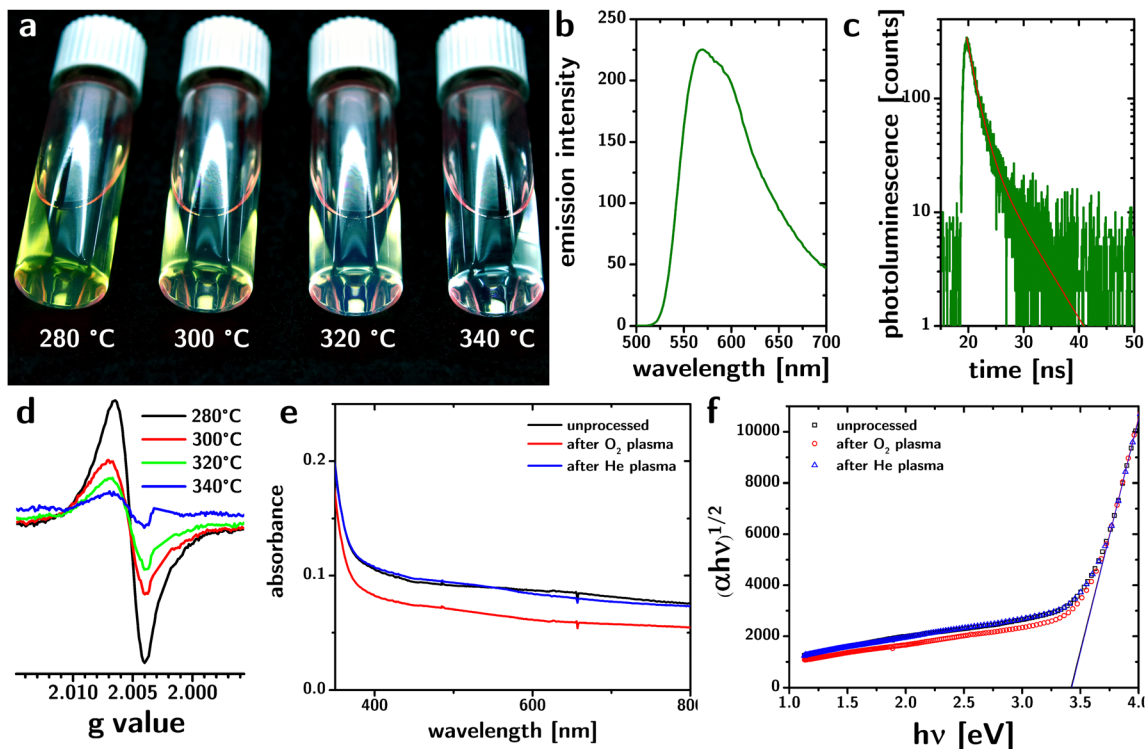 a
280 °C 300 °C 320 °C 340 °C
b
emission intensity
250
200
150
100
50
0
500 550 600 650 700
wavelength [nm]
c
photoluminescence [counts]
100
10
1
20 30 40 50
time [ns]
d
280°C
300°C
320°C
340°C
2.010 2.005 2.000
g value
e
unprocessed
after O₂ plasma
after He plasma
absorbance
0.2
0.1
0.0
400 600 800
wavelength [nm]
f
unprocessed
after O₂ plasma
after He plasma
(αhν)^1/2
10000
8000
6000
4000
2000
0
1.0 1.5 2.0 2.5 3.0 3.5 4.0
hν [eV]